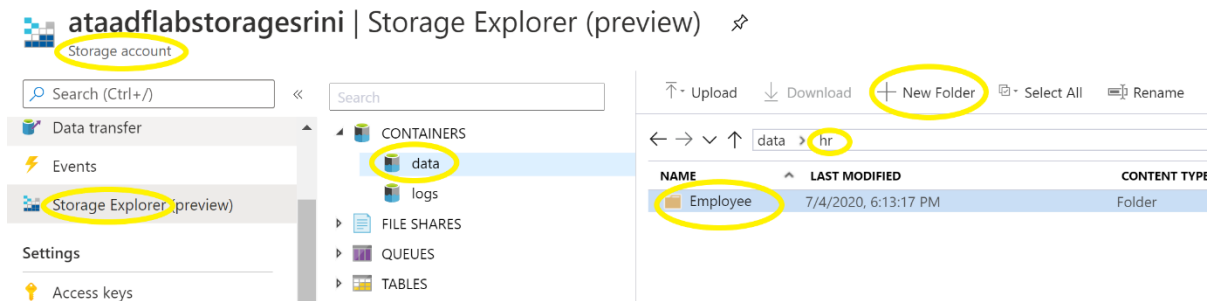 ataadflabstoragesrini | Storage Explorer (preview)
Storage account
Search (Ctrl+/)
«
Data transfer
Events
Storage Explorer (preview)
Settings
Access keys
Search
CONTAINERS
data
logs
FILE SHARES
QUEUES
TABLES
Upload Download New Folder Select All Rename
data > hr
NAME LAST MODIFIED CONTENT TYPE
Employee 7/4/2020, 6:13:17 PM Folder